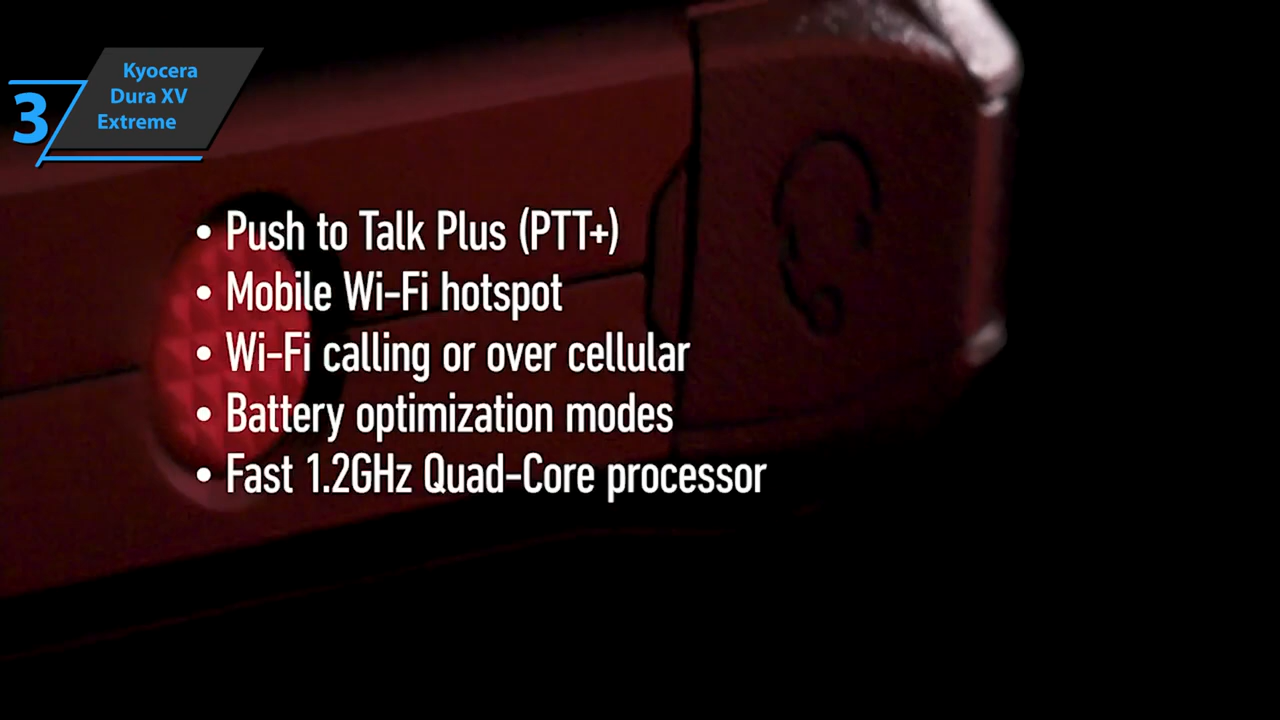 3
Kyocera
Dura XV
Extreme
• Push to Talk Plus (PTT+)
• Mobile Wi-Fi hotspot
• Wi-Fi calling or over cellular
• Battery optimization modes
• Fast 1.2GHz Quad-Core processor